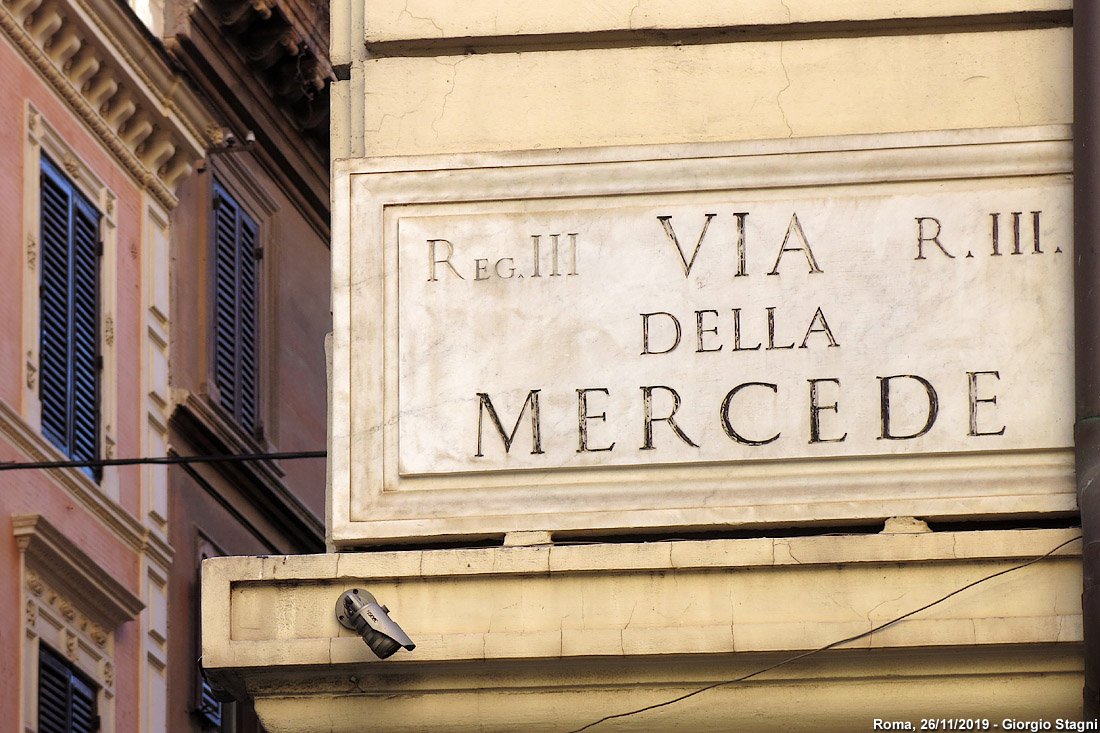 Reg. III VIA R. III.
DELLA
MERCEDE
Roma, 26/11/2019 - Giorgio Stagni